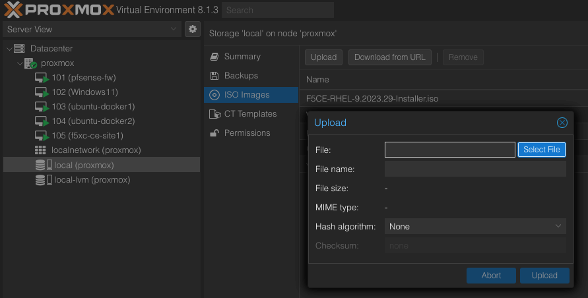 PROXMOX Virtual Environment 8.1.3 Search
Server View
Storage 'local' on node 'proxmox'
Datacenter
proxmox
101 (pfsense-fw)
102 (Windows11)
103 (ubuntu-docker1)
104 (ubuntu-docker2)
105 (f5xc-ce-site1)
localnetwork (proxmox)
local (proxmox)
local-lvm (proxmox)
Summary
Backups
ISO Images
CT Templates
Permissions
Upload Download from URL Remove
Name
F5CE-RHEL-9.2023.29-Installer.iso
Upload
File: Select File
File name:
File size: -
MIME type: -
Hash algorithm: None
Checksum: none
Abort Upload